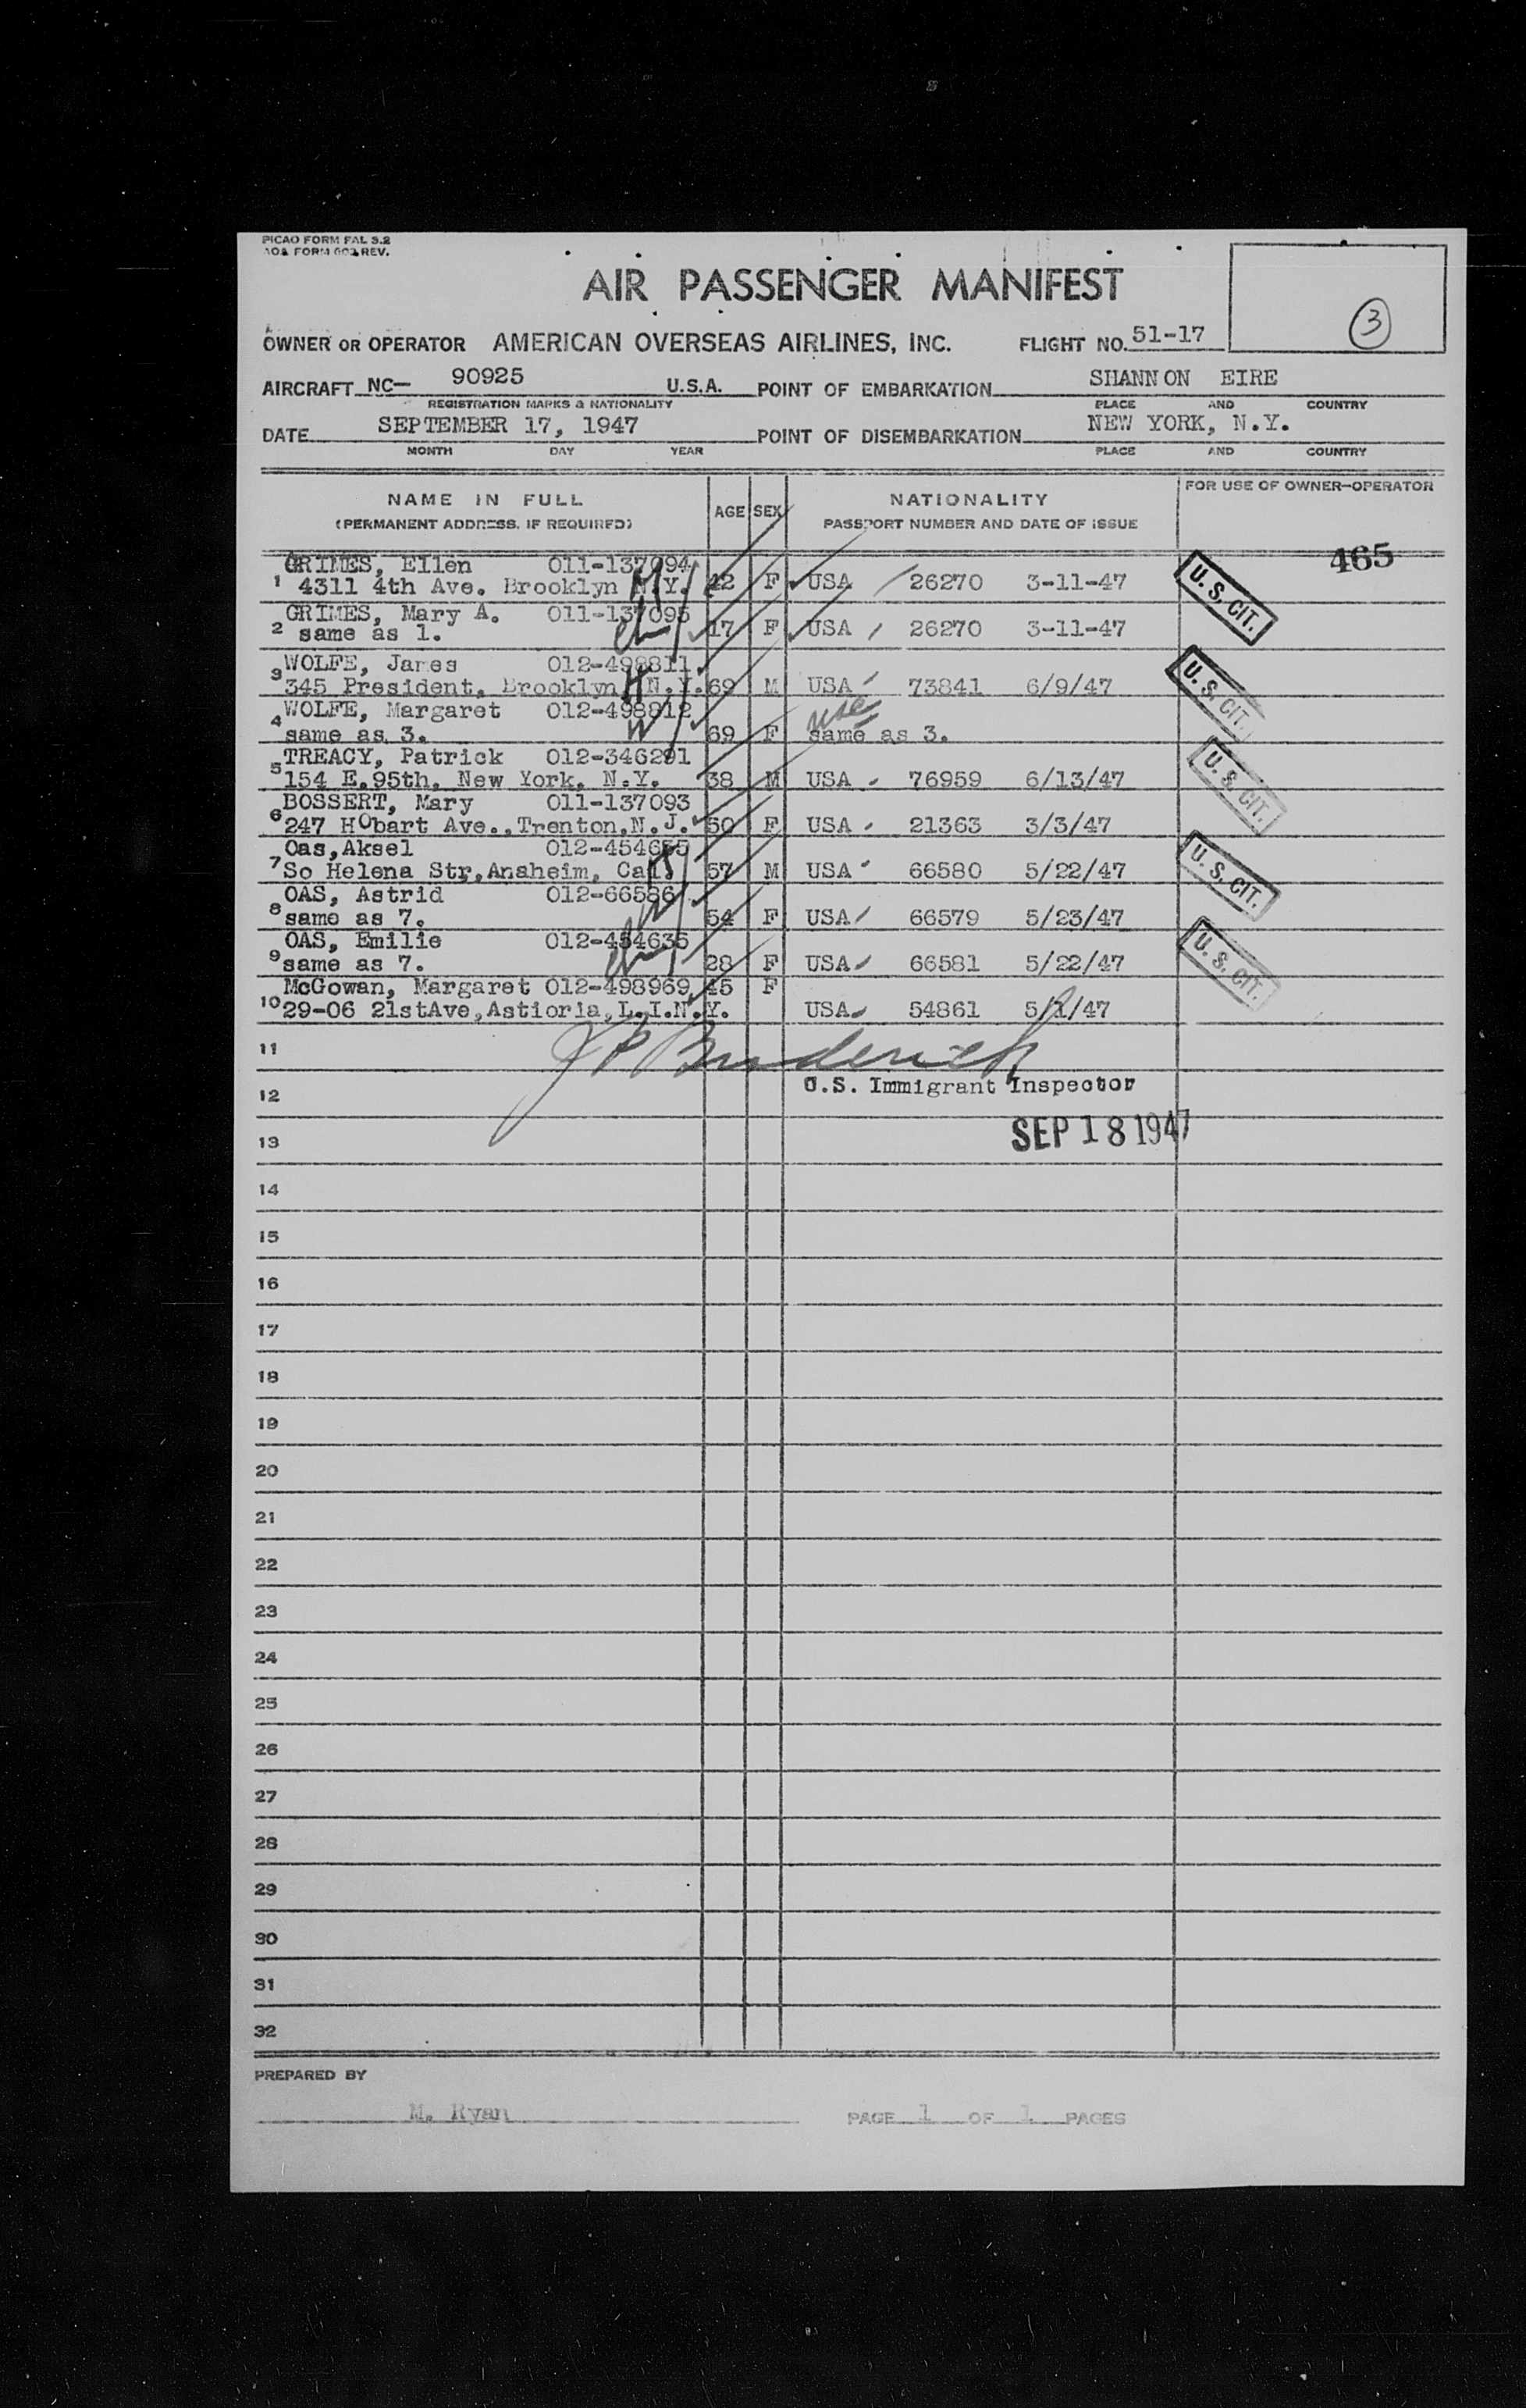 PICAO FORM FAL 3.2
AOA FORM REV.
AIR PASSENGER MANIFEST
3
OWNER OR OPERATOR AMERICAN OVERSEAS AIRLINES, INC. FLIGHT NO. 51-17
AIRCRAFT NC— 90925 U.S.A. POINT OF EMBARKATION SHANNON EIRE
REGISTRATION MARKS & NATIONALITY PLACE AND COUNTRY
DATE SEPTEMBER 17, 1947 POINT OF DISEMBARKATION NEW YORK, N.Y.
MONTH DAY YEAR PLACE AND COUNTRY
NAME IN FULL
(PERMANENT ADDRESS, IF REQUIRED)
AGE SEX
NATIONALITY
PASSPORT NUMBER AND DATE OF ISSUE
FOR USE OF OWNER-OPERATOR
465
GRIMES, Ellen 011-137094
1 4311 4th Ave. Brooklyn N.Y. 42 F USA 26270 3-11-47 U.S. CIT.
GRIMES, Mary A. 011-137095
2 same as 1. 17 F USA 26270 3-11-47
WOLFE, James 012-498811
3 345 President, Brooklyn N.Y. 69 M USA 73841 6/9/47 U.S. CIT.
WOLFE, Margaret 012-498812 use
4 same as 3. 69 F same as 3.
TREACY, Patrick 012-346291
5 154 E.95th, New York, N.Y. 38 M USA 76959 6/13/47 U.S. CIT.
BOSSERT, Mary 011-137093
6 247 Hobart Ave., Trenton, N.J. 50 F USA 21363 3/3/47
Oas, Aksel 012-454635
7 So Helena Str, Anaheim, Cal. 57 M USA 66580 5/22/47 U.S. CIT.
OAS, Astrid 012-66586
8 same as 7. 54 F USA 66579 5/23/47
OAS, Emilie 012-454636
9 same as 7. 28 F USA 66581 5/22/47 U.S. CIT.
McGowan, Margaret 012-498969 45 F
10 29-06 21stAve, Astioria, L.I.N.Y. USA 54861 5/1/47
11 J P Broderick
12 U.S. Immigrant Inspector
13 SEP 18 1947
14
15
16
17
18
19
20
21
22
23
24
25
26
27
28
29
30
31
32
PREPARED BY
M. Ryan PAGE 1 OF 1 PAGES